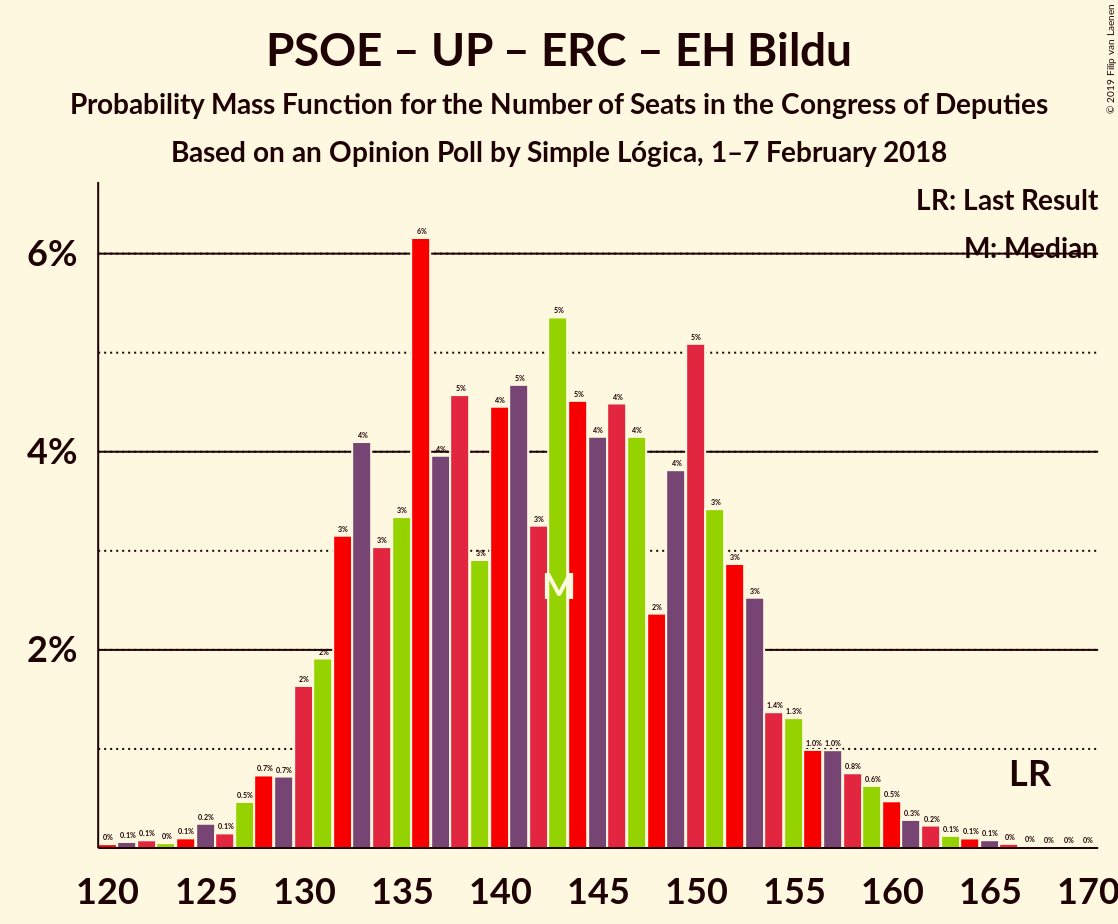 PSOE – UP – ERC – EH Bildu
Probability Mass Function for the Number of Seats in the Congress of Deputies
Based on an Opinion Poll by Simple Lógica, 1–7 February 2018
© 2019 Filip van Laenen
LR: Last Result
M: Median
6%
4%
2%
0% 0.1% 0.1% 0% 0.1% 0.2% 0.1% 0.5% 0.7% 0.7% 2% 2% 3% 4% 3% 3% 6% 4% 5% 3% 4% 5% 3% 5% 5% 4% 4% 4% 2% 4% 5% 3% 3% 3% 1.4% 1.3% 1.0% 1.0% 0.8% 0.6% 0.5% 0.3% 0.2% 0.1% 0.1% 0.1% 0% 0% 0% 0% 0%
M
LR
120 125 130 135 140 145 150 155 160 165 170